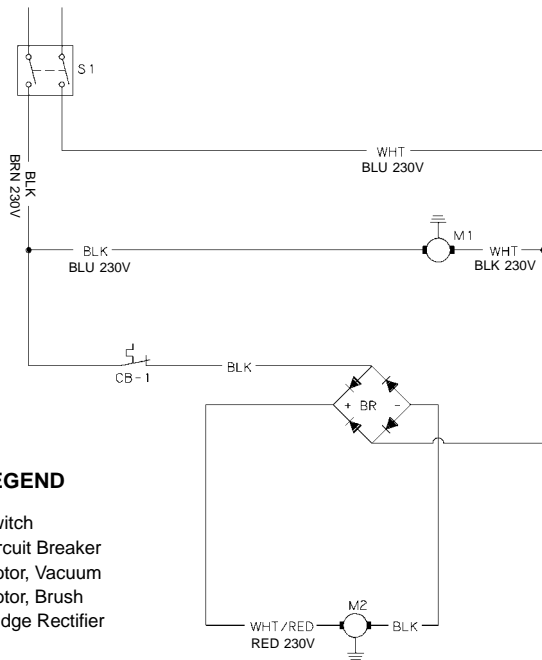 S1
WHT
BLU 230V
BLK
BRN 230V
M1
BLK
BLU 230V
WHT
BLK 230V
CB-1
BLK
+ BR -
EGEND
witch
rcuit Breaker
otor, Vacuum
otor, Brush
idge Rectifier
M2
WHT/RED
RED 230V
BLK